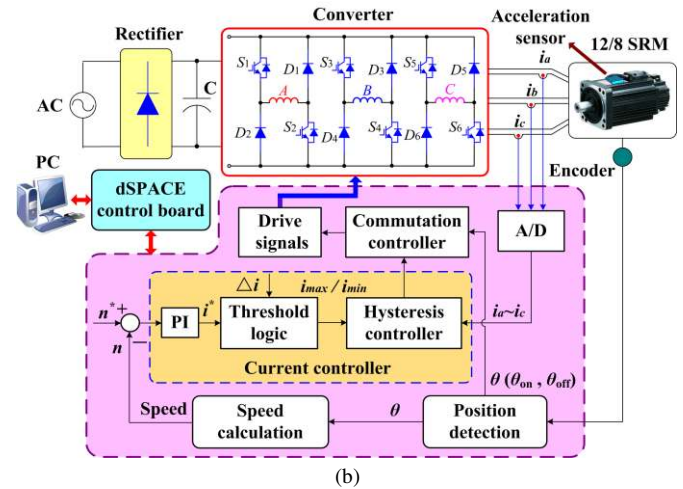 Converter
Rectifier
Acceleration
sensor
12/8 SRM
AC
C
S1
D1
S3
D3
S5
D5
A
B
C
D2
S2
D4
S4
D6
S6
ia
ib
ic
Encoder
PC
dSPACE
control board
Drive
signals
Commutation
controller
A/D
△i
imax / imin
n*+
n
−
PI
i*
Threshold
logic
Hysteresis
controller
ia~ic
Current controller
θ (θon , θoff)
Speed
Speed
calculation
θ
Position
detection
(b)